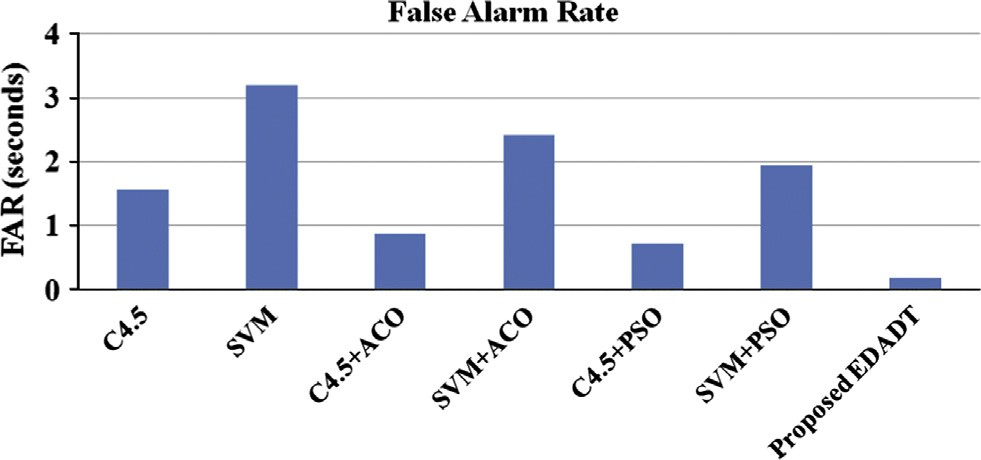 False Alarm Rate
FAR (seconds)
4
3
2
1
0
C4.5
SVM
C4.5+ACO
SVM+ACO
C4.5+PSO
SVM+PSO
Proposed EDADT